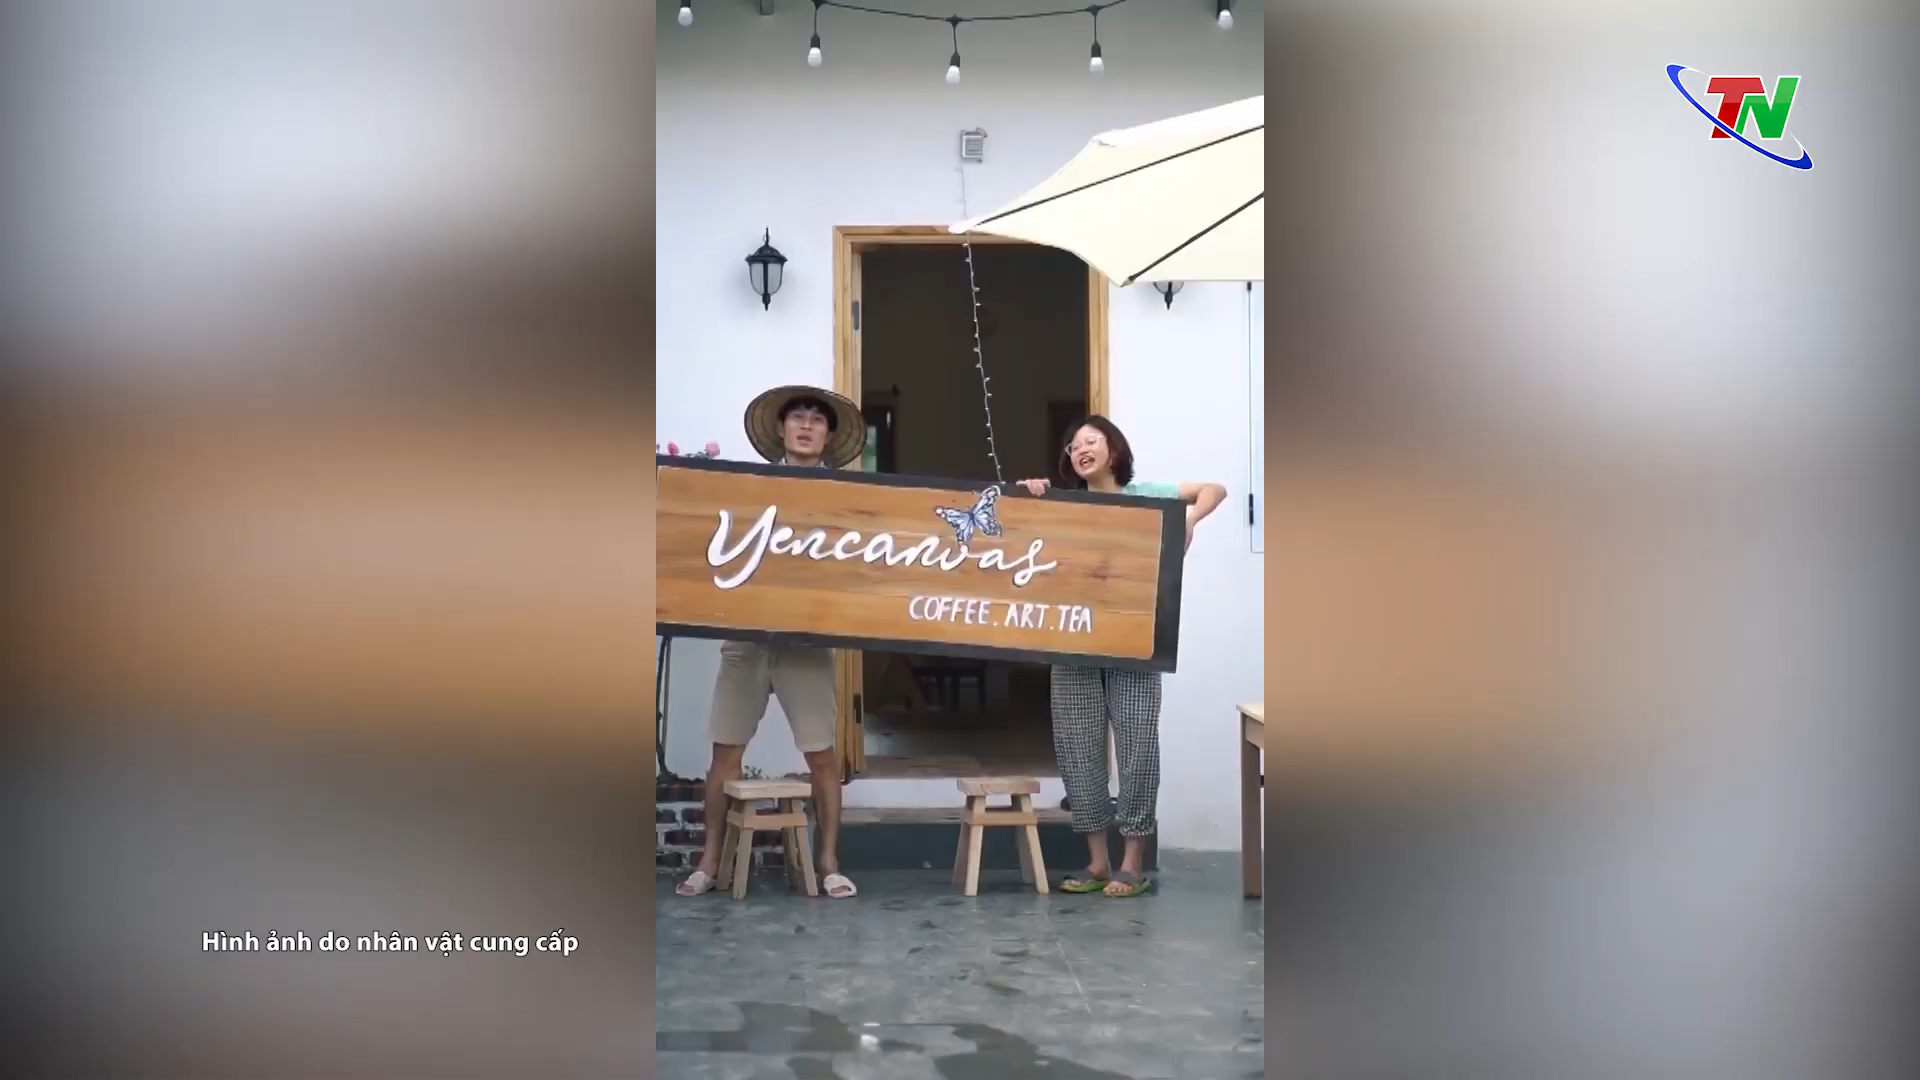 TN
Yencanvas
COFFEE.ART.TEA
Hình ảnh do nhân vật cung cấp